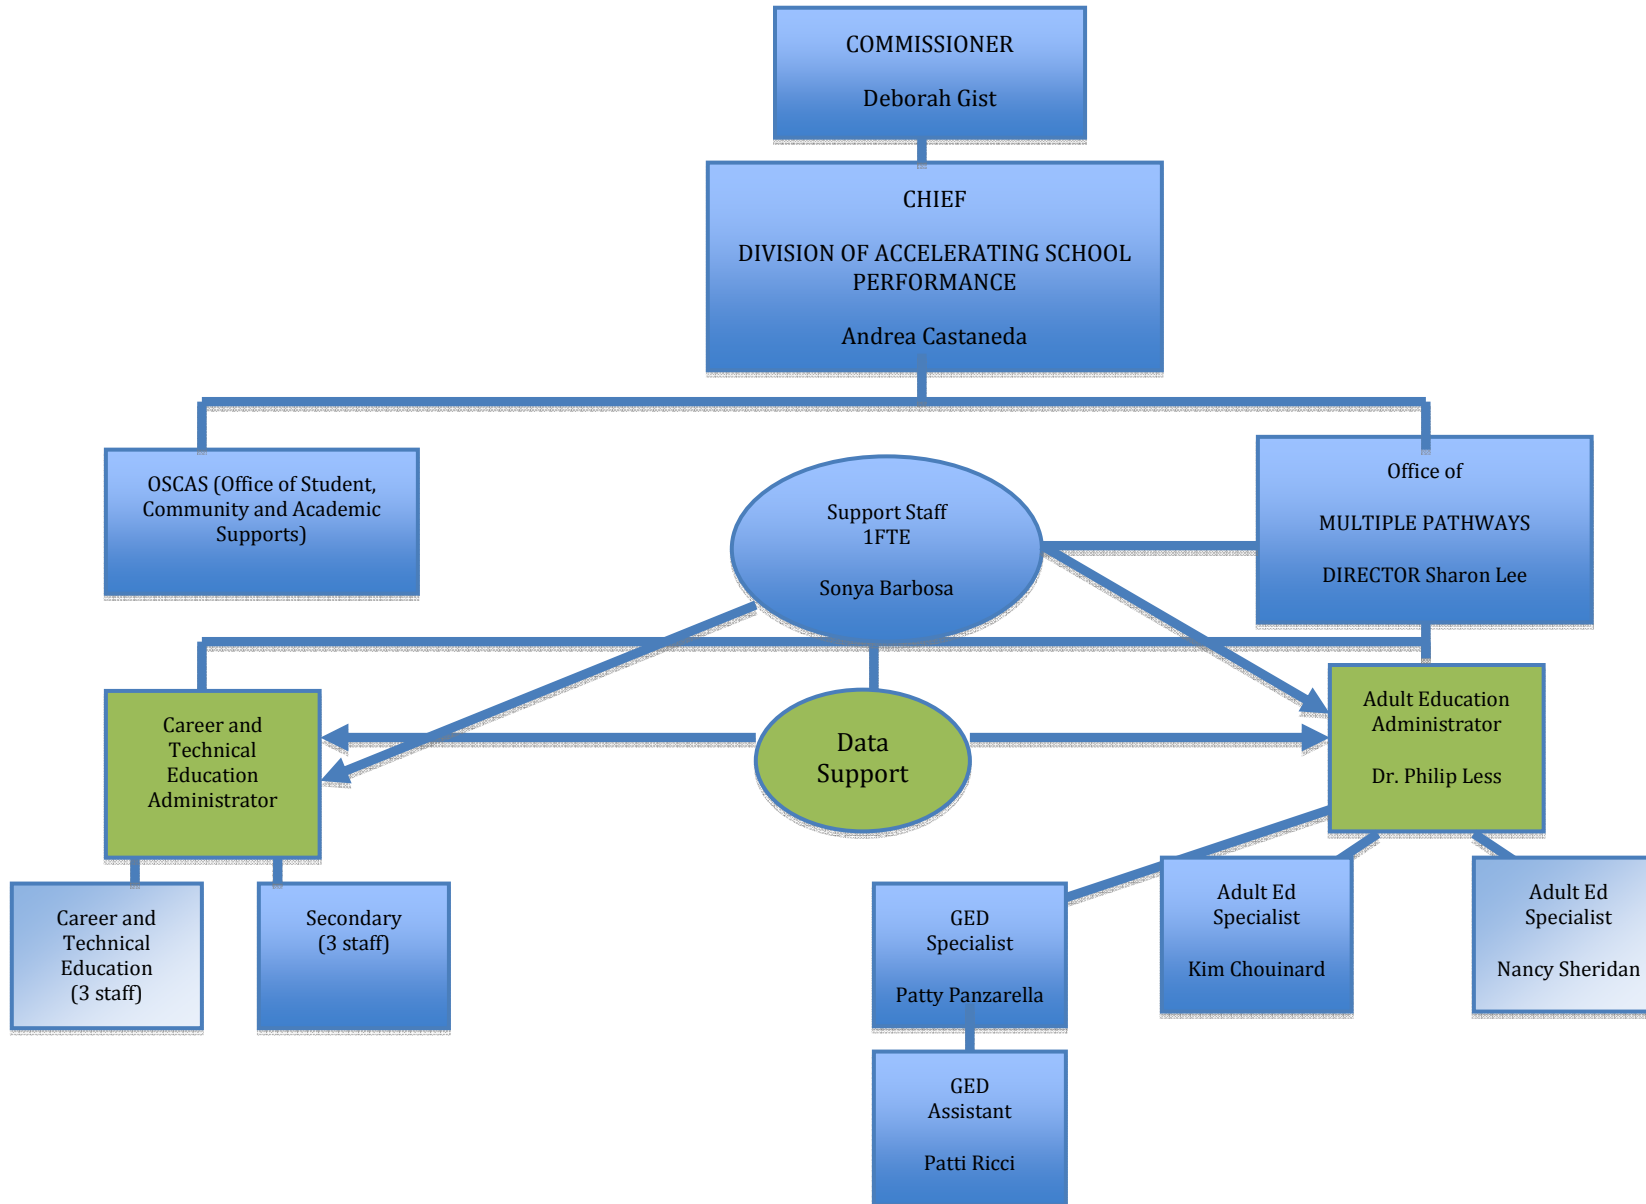 COMMISSIONER
Deborah Gist
CHIEF
DIVISION OF ACCELERATING SCHOOL
PERFORMANCE
Andrea Castaneda
OSCAS (Office of Student,
Community and Academic
Supports)
Support Staff
1FTE
Sonya Barbosa
Office of
MULTIPLE PATHWAYS
DIRECTOR Sharon Lee
Career and
Technical
Education
Administrator
Data
Support
Adult Education
Administrator
Dr. Philip Less
Career and
Technical
Education
(3 staff)
Secondary
(3 staff)
GED
Specialist
Patty Panzarella
Adult Ed
Specialist
Kim Chouinard
Adult Ed
Specialist
Nancy Sheridan
GED
Assistant
Patti Ricci